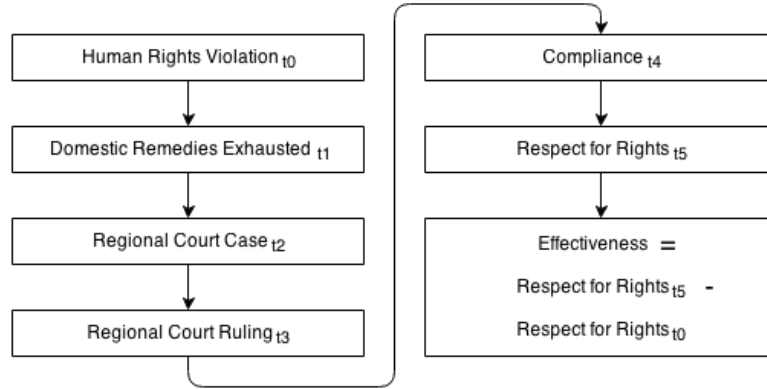 Human Rights Violation t0
Domestic Remedies Exhausted t1
Regional Court Case t2
Regional Court Ruling t3
Compliance t4
Respect for Rights t5
Effectiveness =
Respect for Rights t5 -
Respect for Rights t0